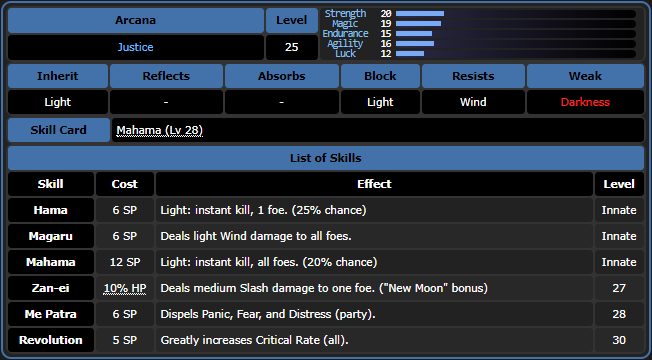 Arcana Level
Justice 25
Strength 20
Magic 19
Endurance 15
Agility 16
Luck 12
Inherit Reflects Absorbs Block Resists Weak
Light - - Light Wind Darkness
Skill Card Mahama (Lv 28)
List of Skills
Skill Cost Effect Level
Hama 6 SP Light: instant kill, 1 foe. (25% chance) Innate
Magaru 6 SP Deals light Wind damage to all foes. Innate
Mahama 12 SP Light: instant kill, all foes. (20% chance) Innate
Zan-ei 10% HP Deals medium Slash damage to one foe. ("New Moon" bonus) 27
Me Patra 6 SP Dispels Panic, Fear, and Distress (party). 28
Revolution 5 SP Greatly increases Critical Rate (all). 30